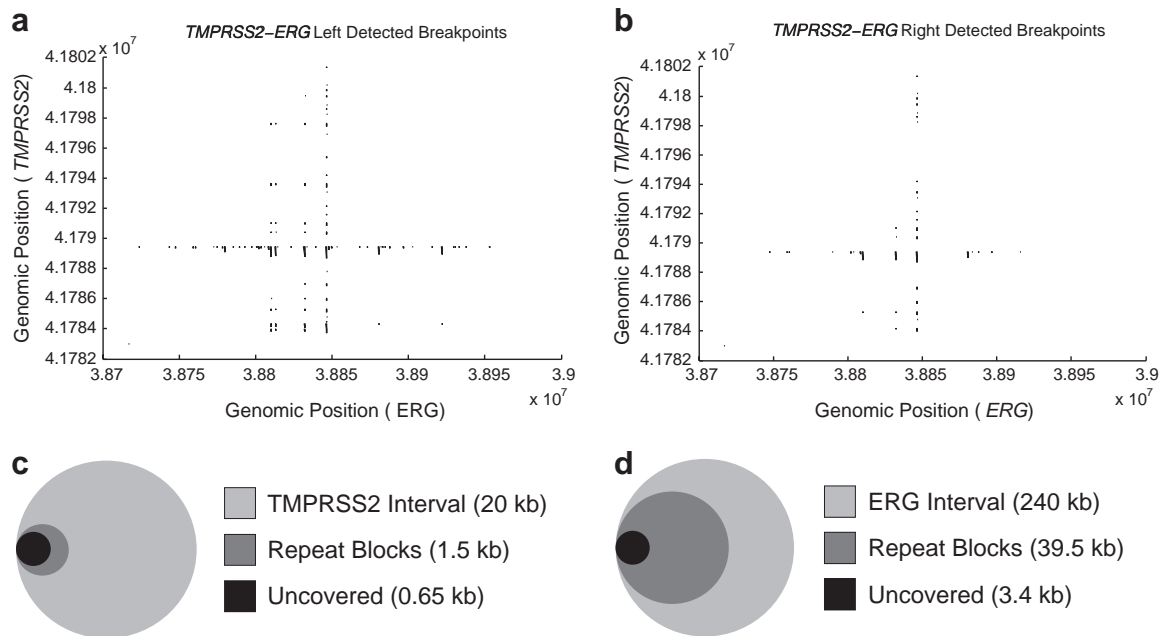 a
TMPRSS2–ERG Left Detected Breakpoints
x 10^7
4.1802
4.18
4.1798
4.1796
4.1794
4.1792
4.179
4.1788
4.1786
4.1784
4.1782
Genomic Position ( TMPRSS2)
3.87 3.875 3.88 3.885 3.89 3.895 3.9
x 10^7
Genomic Position ( ERG)
b
TMPRSS2–ERG Right Detected Breakpoints
x 10^7
4.1802
4.18
4.1798
4.1796
4.1794
4.1792
4.179
4.1788
4.1786
4.1784
4.1782
Genomic Position ( TMPRSS2)
3.87 3.875 3.88 3.885 3.89 3.895 3.9
x 10^7
Genomic Position ( ERG)
c
TMPRSS2 Interval (20 kb)
Repeat Blocks (1.5 kb)
Uncovered (0.65 kb)
d
ERG Interval (240 kb)
Repeat Blocks (39.5 kb)
Uncovered (3.4 kb)